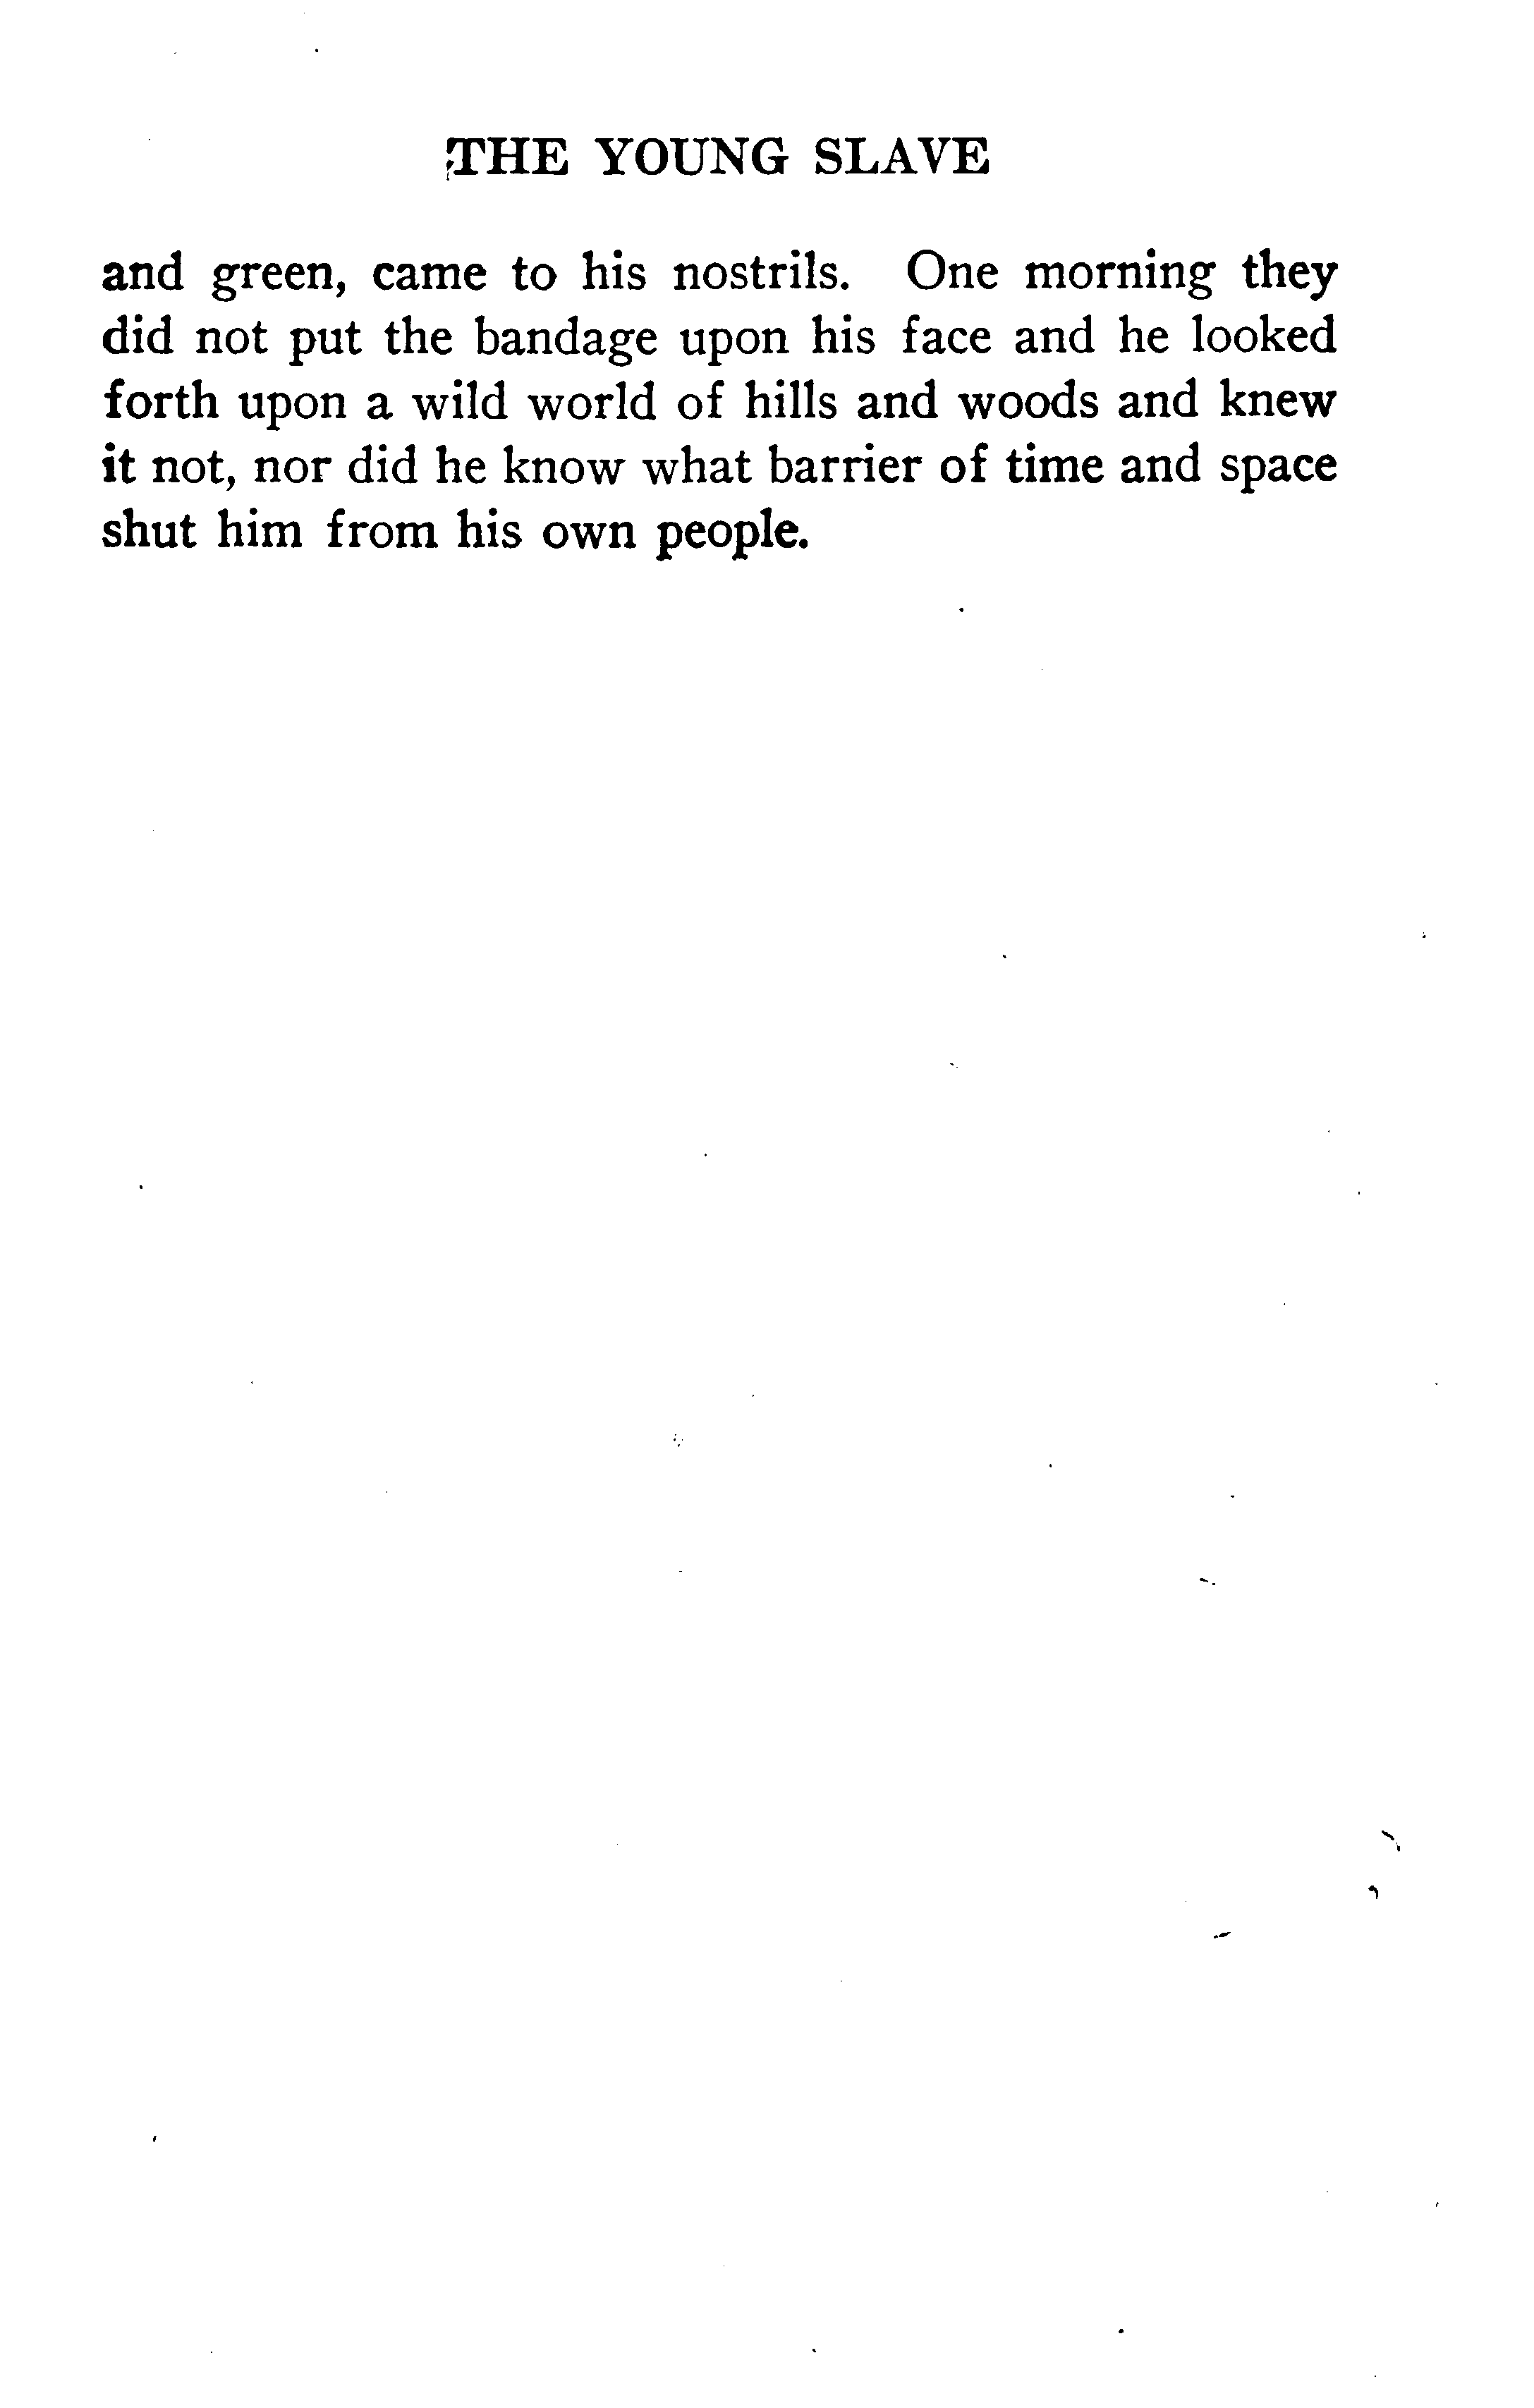 THE YOUNG SLAVE
and green, came to his nostrils. One morning they
did not put the bandage upon his face and he looked
forth upon a wild world of hills and woods and knew
it not, nor did he know what barrier of time and space
shut him from his own people.